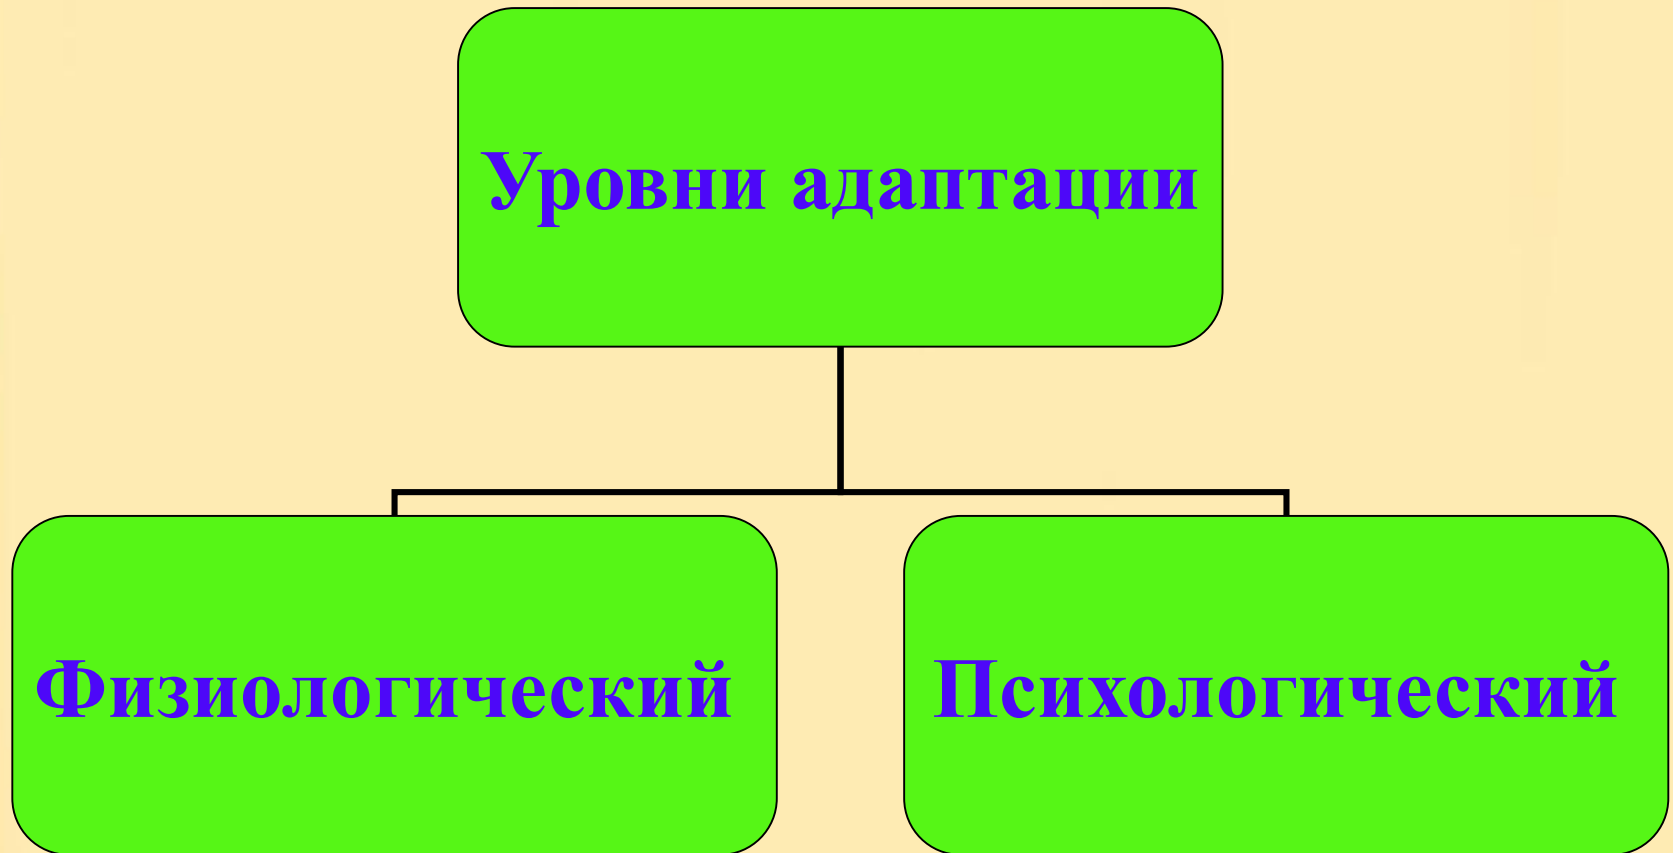 Уровни адаптации
Физиологический
Психологический